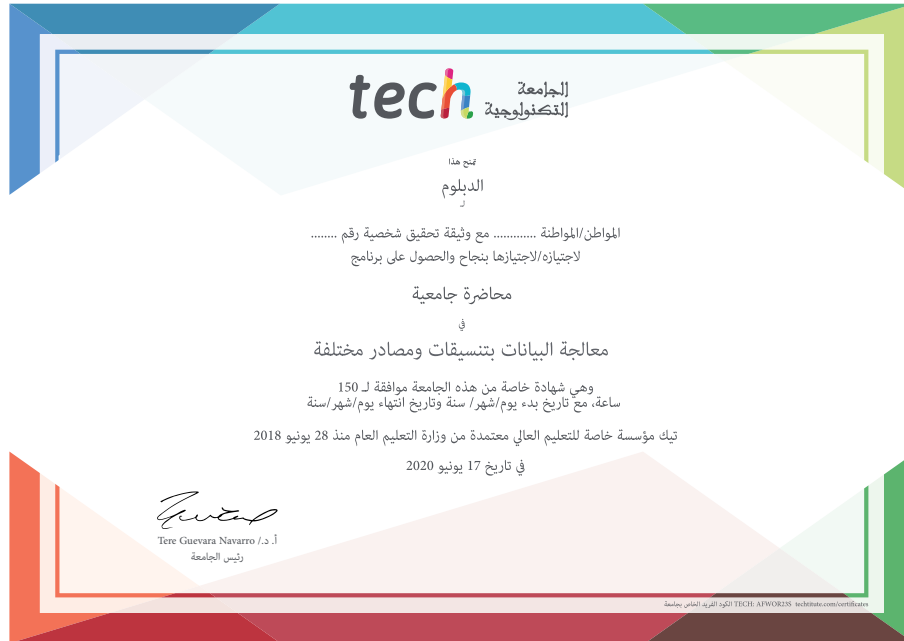 tech الجامعة
التكنولوجية
تمنح هذا
الدبلوم
لـ
المواطن/المواطنة ............. مع وثيقة تحقيق شخصية رقم ........
لاجتيازه/لاجتيازها بنجاح والحصول على برنامج
محاضرة جامعية
في
معالجة البيانات بتنسيقات ومصادر مختلفة
وهي شهادة خاصة من هذه الجامعة موافقة لـ 150
ساعة، مع تاريخ بدء يوم/شهر/ سنة وتاريخ انتهاء يوم/شهر/سنة
تيك مؤسسة خاصة للتعليم العالي معتمدة من وزارة التعليم العام منذ 28 يونيو 2018
في تاريخ 17 يونيو 2020
أ. د./ Tere Guevara Navarro
رئيس الجامعة
الكود الفريد الخاص بجامعة TECH: AFWOR23S techtitute.com/certificates